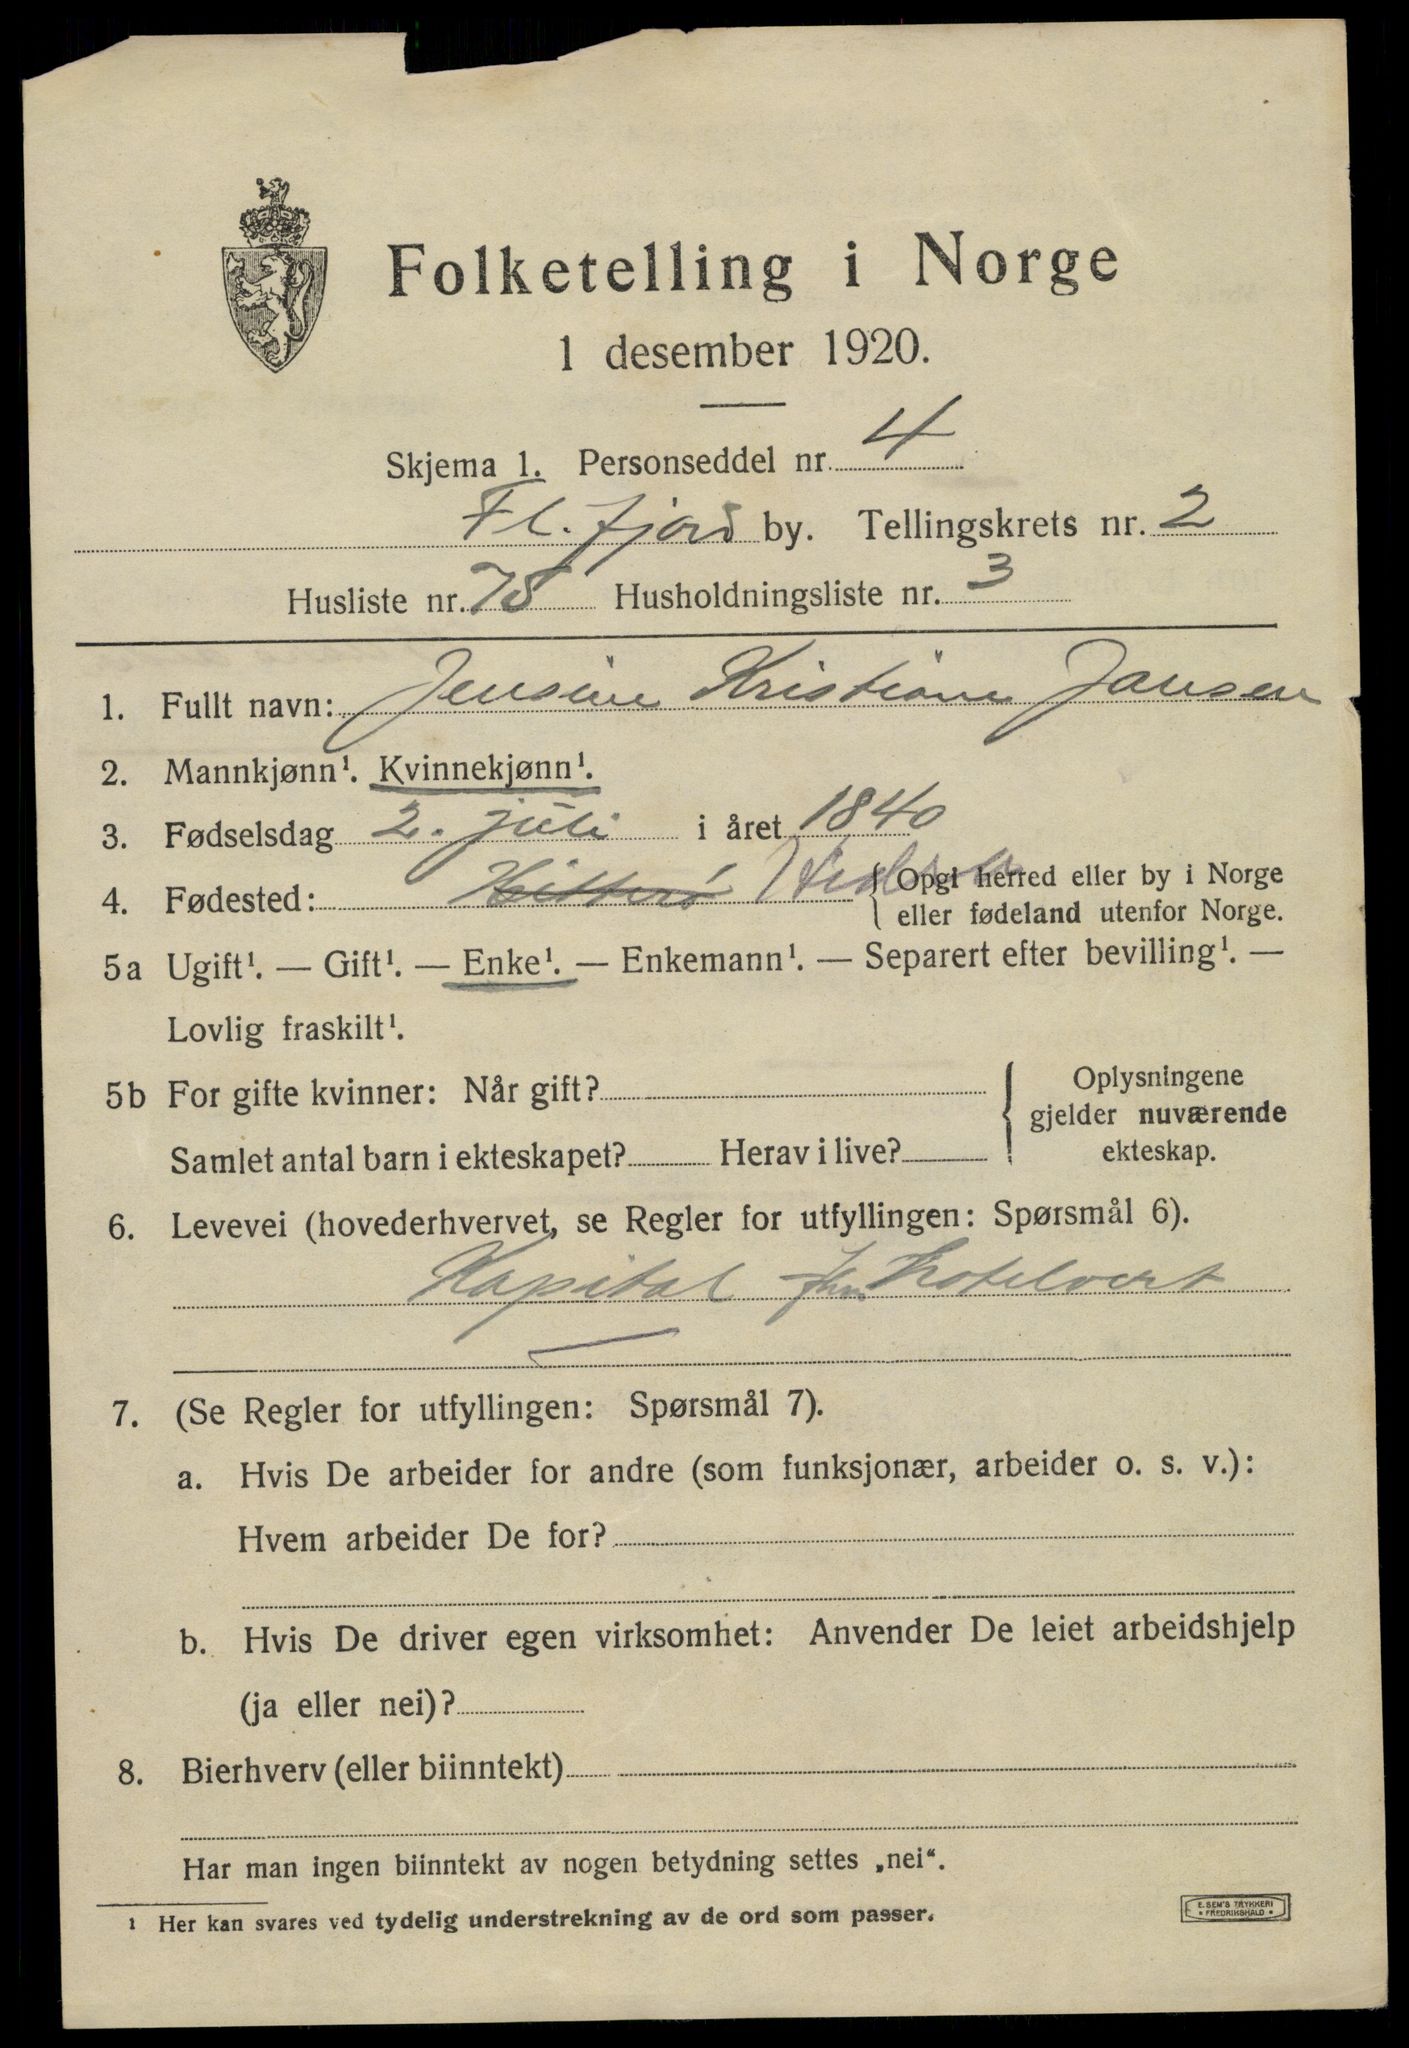 Folketelling i Norge
1 desember 1920.
Skjema 1. Personseddel nr. 4
Fl. fjord by. Tellingskrets nr. 2
Husliste nr. 75 Husholdningsliste nr. 3
1. Fullt navn: Jensine Kristiane Jansen
2. Mannkjønn¹. Kvinnekjønn¹.
3. Fødselsdag 2. juli i året 1840
4. Fødested: Hitterø Hidra { Opgi herred eller by i Norge
eller fødeland utenfor Norge.
5a Ugift¹. — Gift¹. — Enke¹. — Enkemann¹. — Separert efter bevilling¹. —
Lovlig fraskilt¹.
5b For gifte kvinner: Når gift? { Oplysningene
gjelder nuværende
Samlet antal barn i ekteskapet? Herav i live? ekteskap.
6. Levevei (hovederhvervet, se Regler for utfyllingen: Spørsmål 6).
Kapital Hotelvert
7. (Se Regler for utfyllingen: Spørsmål 7).
a. Hvis De arbeider for andre (som funksjonær, arbeider o. s. v.):
Hvem arbeider De for?
b. Hvis De driver egen virksomhet: Anvender De leiet arbeidshjelp
(ja eller nei)?
8. Bierhverv (eller biinntekt)
Har man ingen biinntekt av nogen betydning settes „nei“.
¹ Her kan svares ved tydelig understrekning av de ord som passer.
E. SEM'S TRYKKERI
• FREDRIKSHALD •